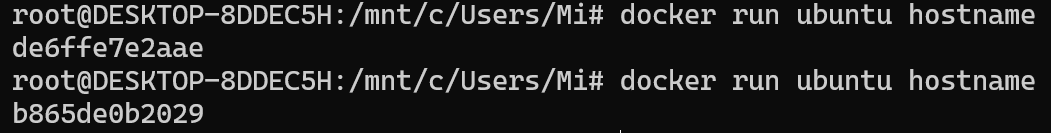 root@DESKTOP-8DDEC5H:/mnt/c/Users/Mi# docker run ubuntu hostname
de6ffe7e2aae
root@DESKTOP-8DDEC5H:/mnt/c/Users/Mi# docker run ubuntu hostname
b865de0b2029